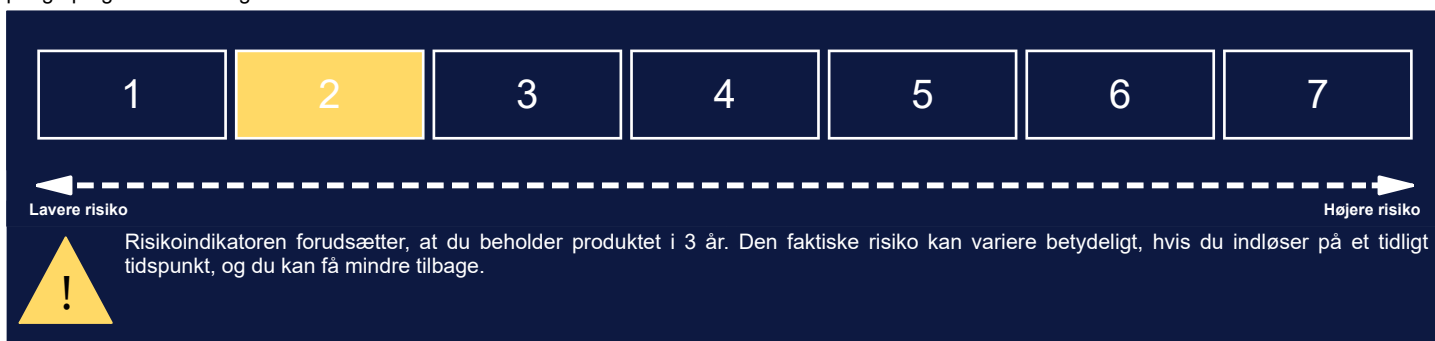 1 2 3 4 5 6 7
Lavere risiko Højere risiko
Risikoindikatoren forudsætter, at du beholder produktet i 3 år. Den faktiske risiko kan variere betydeligt, hvis du indløser på et tidligt
tidspunkt, og du kan få mindre tilbage.
!